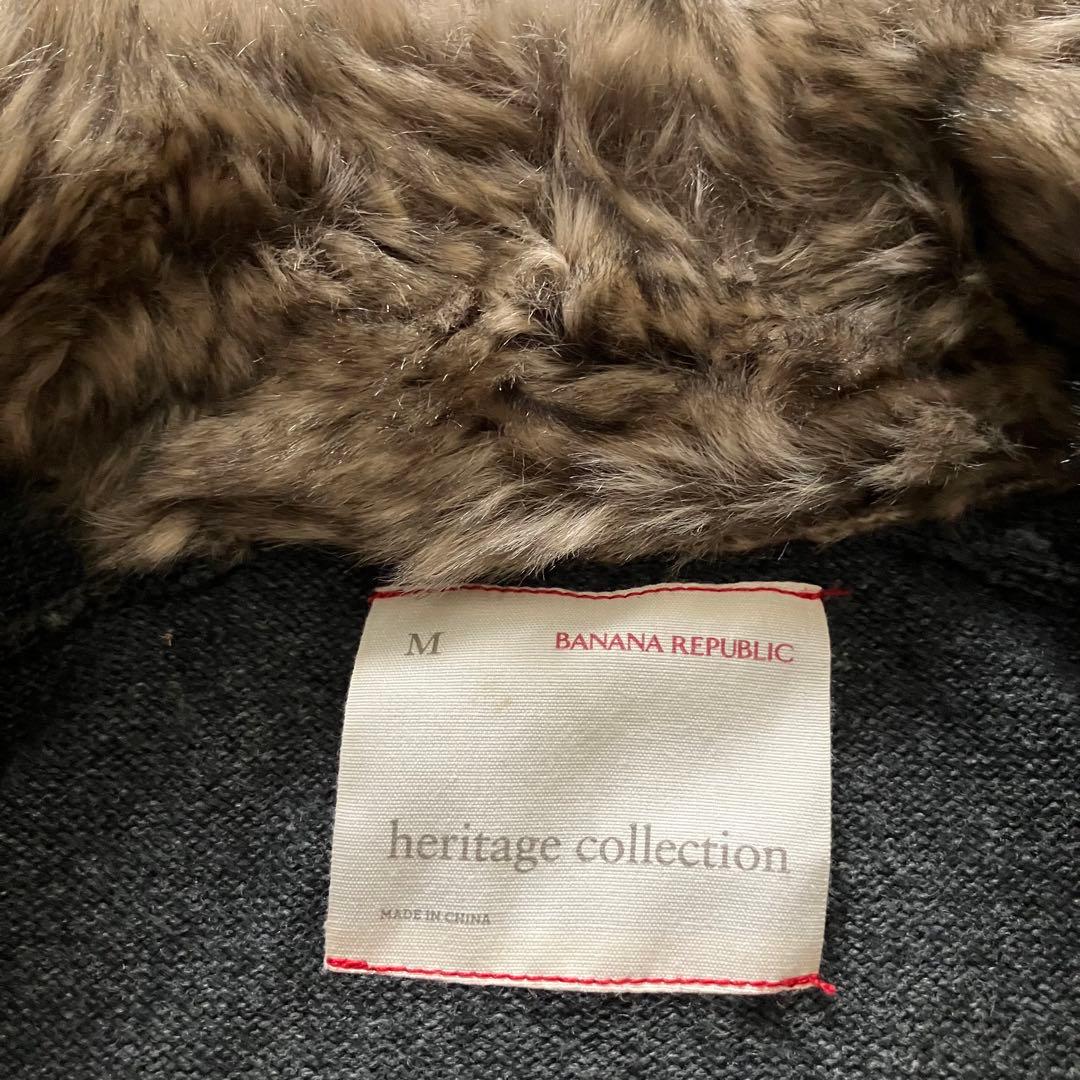 M BANANA REPUBLIC
heritage collection
MADE IN CHINA